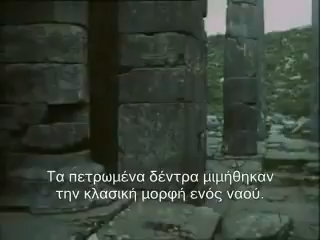 Τα πετρωμένα δέντρα μιμήθηκαν
την κλασική μορφή ενός ναού.